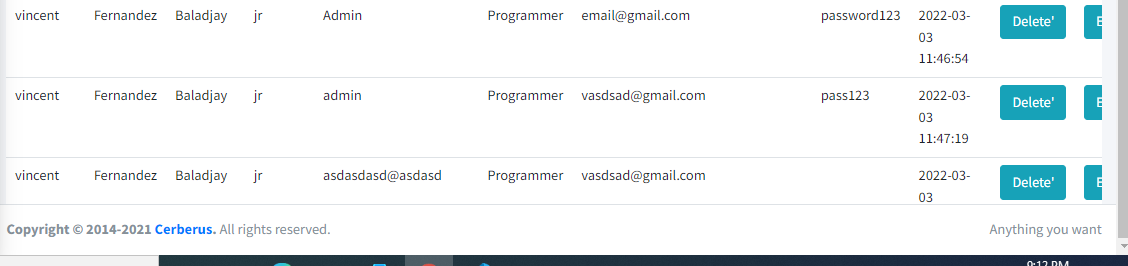 vincent Fernandez Baladjay jr Admin Programmer email@gmail.com password123 2022-03-
03
11:46:54
Delete'
vincent Fernandez Baladjay jr admin Programmer vasdsad@gmail.com pass123 2022-03-
03
11:47:19
Delete'
vincent Fernandez Baladjay jr asdasdasd@asdasd Programmer vasdsad@gmail.com 2022-03-
03
Delete'
Copyright © 2014-2021 Cerberus. All rights reserved. Anything you want
9:12 PM